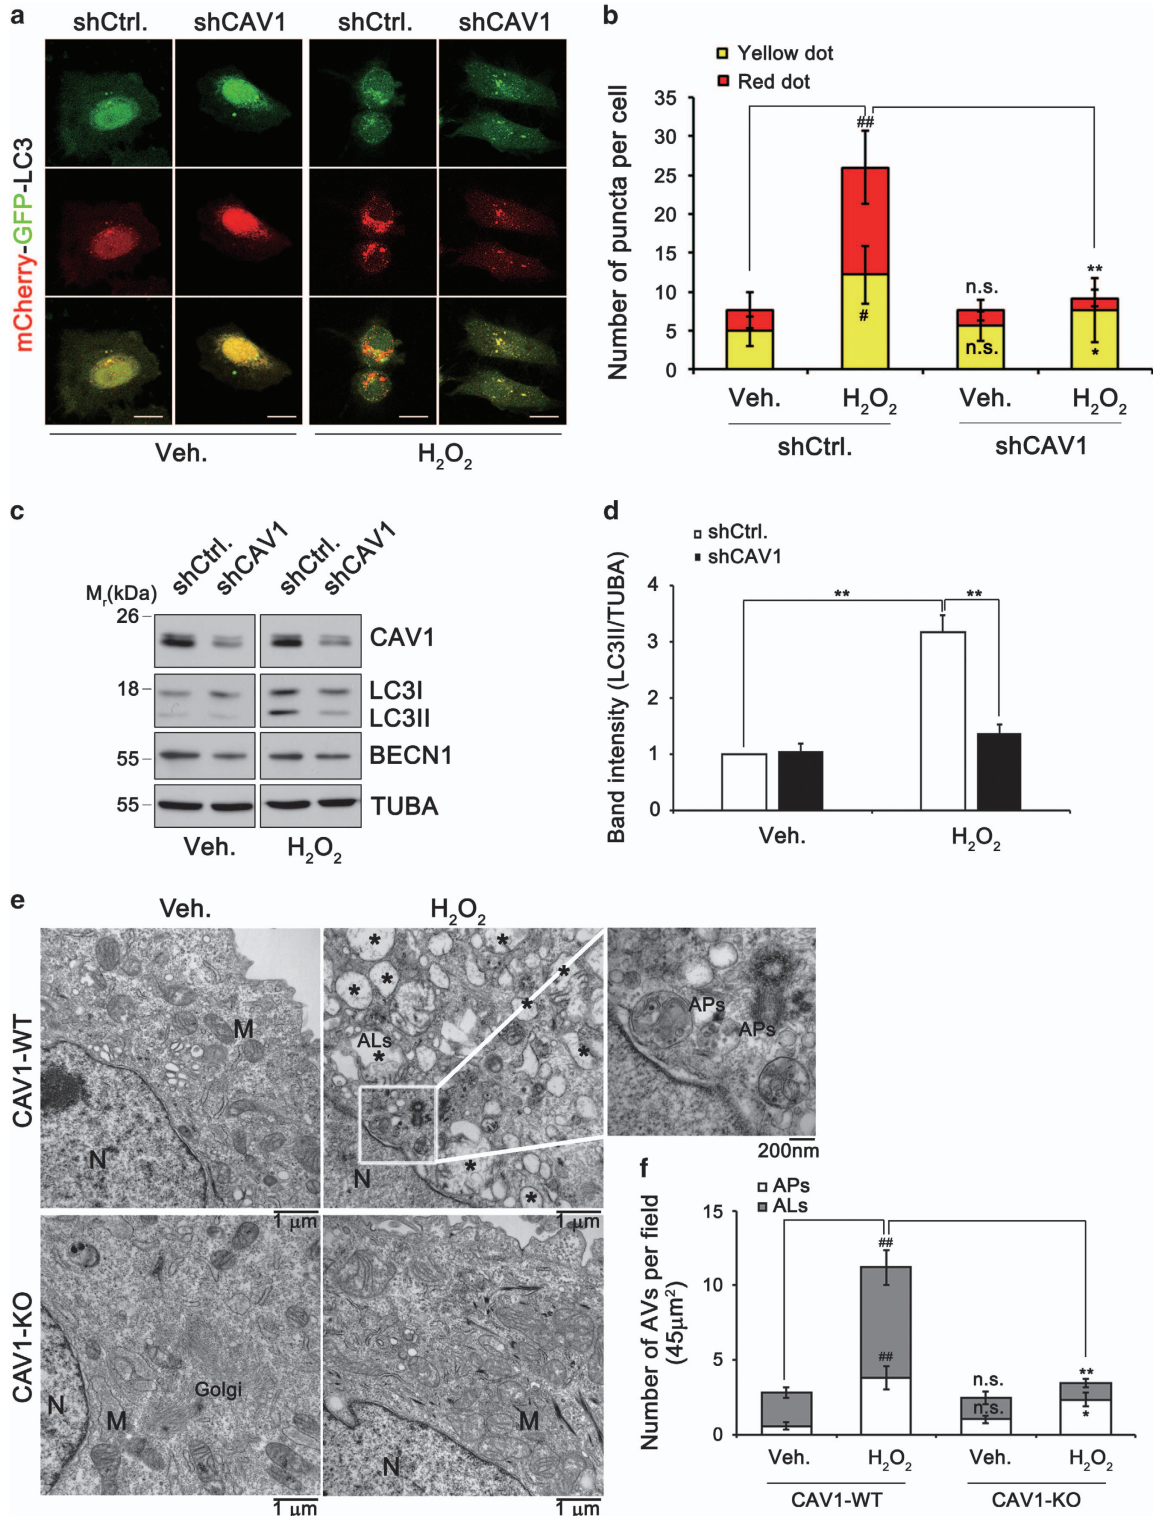 a
shCtrl. shCAV1 shCtrl. shCAV1
mCherry-GFP-LC3
Veh. H₂O₂
b
Yellow dot
Red dot
Number of puncta per cell
35
30
25
20
15
10
5
0
##
#
n.s.
n.s.
**
*
Veh. H₂O₂ Veh. H₂O₂
shCtrl. shCAV1
c
shCtrl. shCAV1 shCtrl. shCAV1
Mr(kDa)
26
CAV1
18
LC3I
LC3II
55
BECN1
55
TUBA
Veh. H₂O₂
d
shCtrl.
shCAV1
Band intensity (LC3II/TUBA)
4
3
2
1
0
** **
Veh. H₂O₂
e
Veh. H₂O₂
CAV1-WT
M
N
1 μm
* * * * * * *
ALs
*
N
* *
1 μm
APs
APs
200nm
CAV1-KO
N
M
Golgi
1 μm
M
N
1 μm
f
APs
ALs
Number of AVs per field
(45μm²)
15
10
5
0
##
##
n.s.
n.s.
**
*
Veh. H₂O₂ Veh. H₂O₂
CAV1-WT CAV1-KO